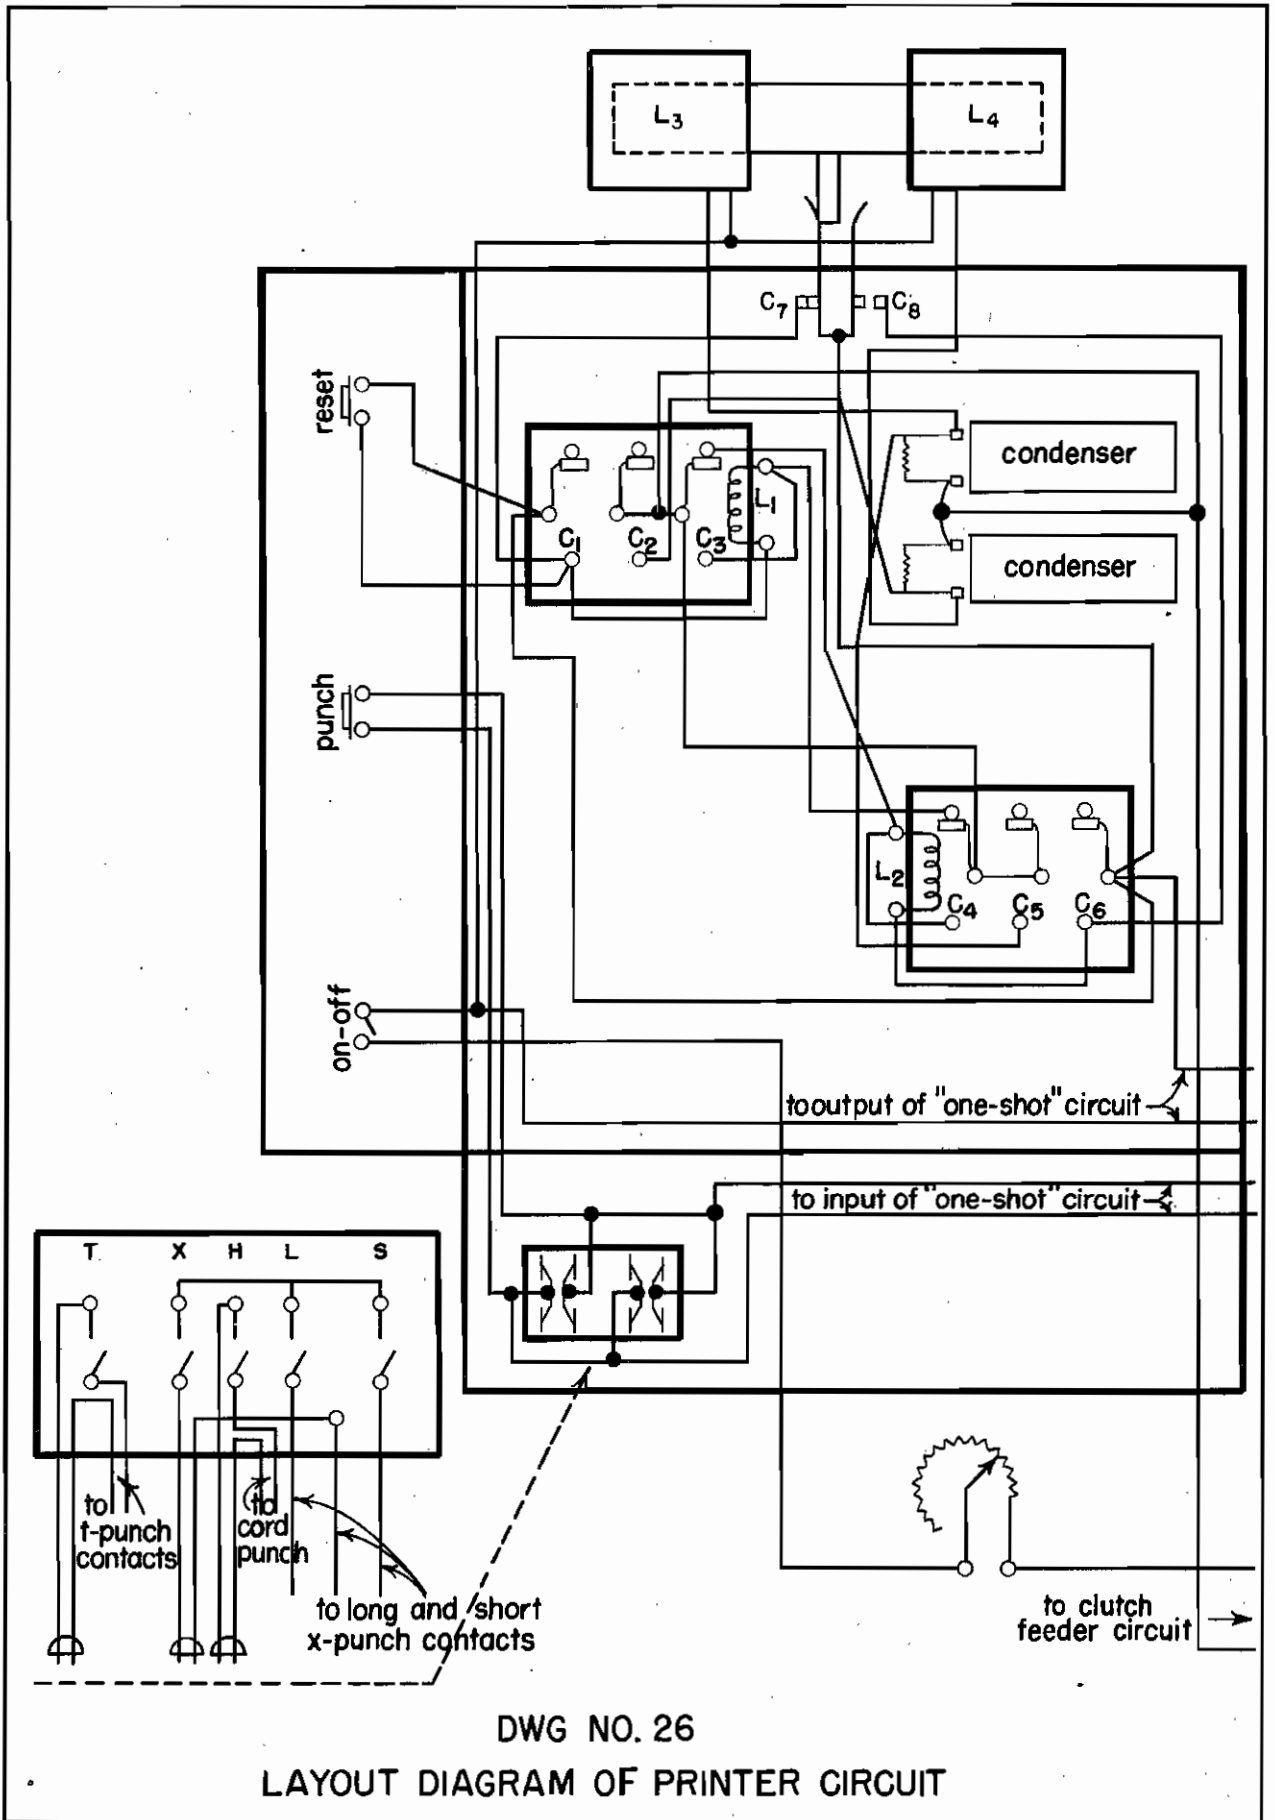 L3
L4
C7
C8
reset
condenser
L1
C1
C2
C3
condenser
punch
L2
C4
C5
C6
on-off
to output of "one-shot" circuit
to input of "one-shot" circuit
T X H L S
to
t-punch
contacts
to
cord
punch
to long and short
x-punch contacts
to clutch
feeder circuit
DWG NO. 26
LAYOUT DIAGRAM OF PRINTER CIRCUIT